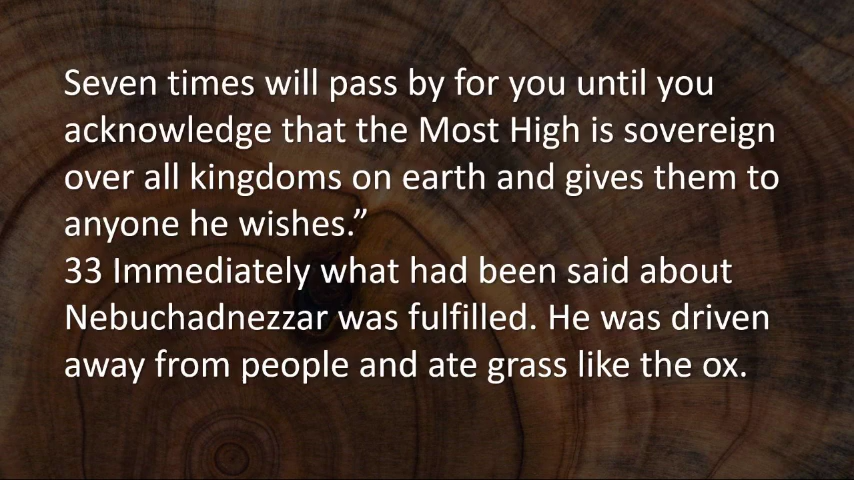 Seven times will pass by for you until you
acknowledge that the Most High is sovereign
over all kingdoms on earth and gives them to
anyone he wishes.”
33 Immediately what had been said about
Nebuchadnezzar was fulfilled. He was driven
away from people and ate grass like the ox.